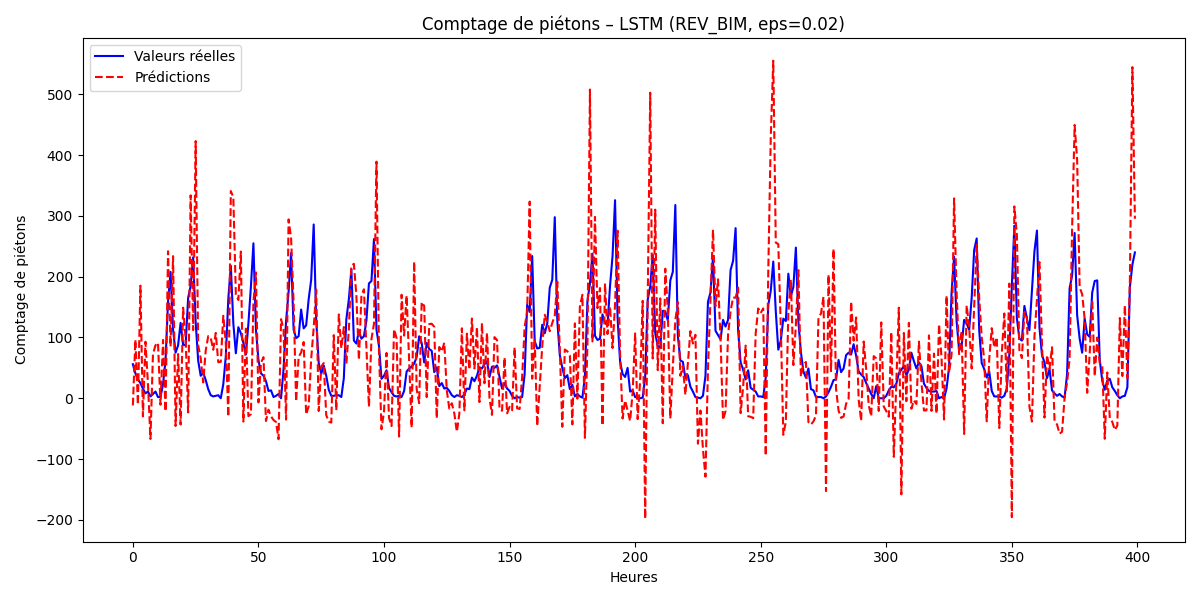 Comptage de piétons – LSTM (REV_BIM, eps=0.02)
Valeurs réelles
Prédictions
Comptage de piétons
500
400
300
200
100
0
−100
−200
0 50 100 150 200 250 300 350 400
Heures